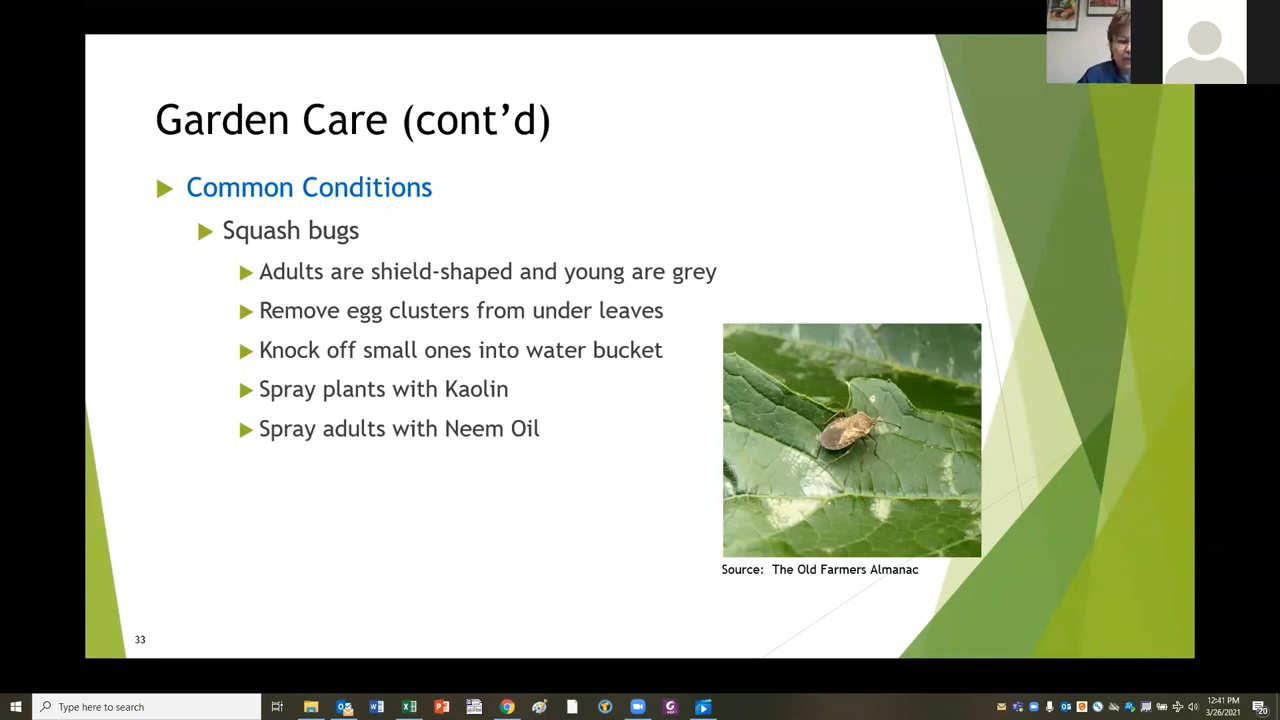 Garden Care (cont’d)
Common Conditions
Squash bugs
Adults are shield-shaped and young are grey
Remove egg clusters from under leaves
Knock off small ones into water bucket
Spray plants with Kaolin
Spray adults with Neem Oil
Source: The Old Farmers Almanac
33
Type here to search
12:41 PM
3/26/2021
20